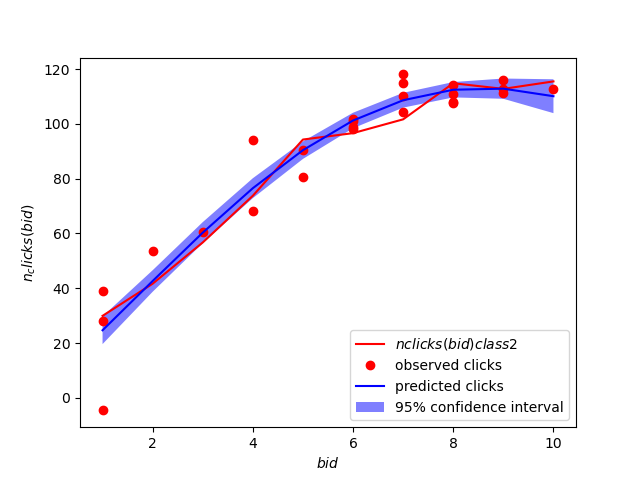 120
100
80
60
40
20
0
2
4
6
8
10
n_clicks(bid)
bid
nclicks(bid)class2
observed clicks
predicted clicks
95% confidence interval